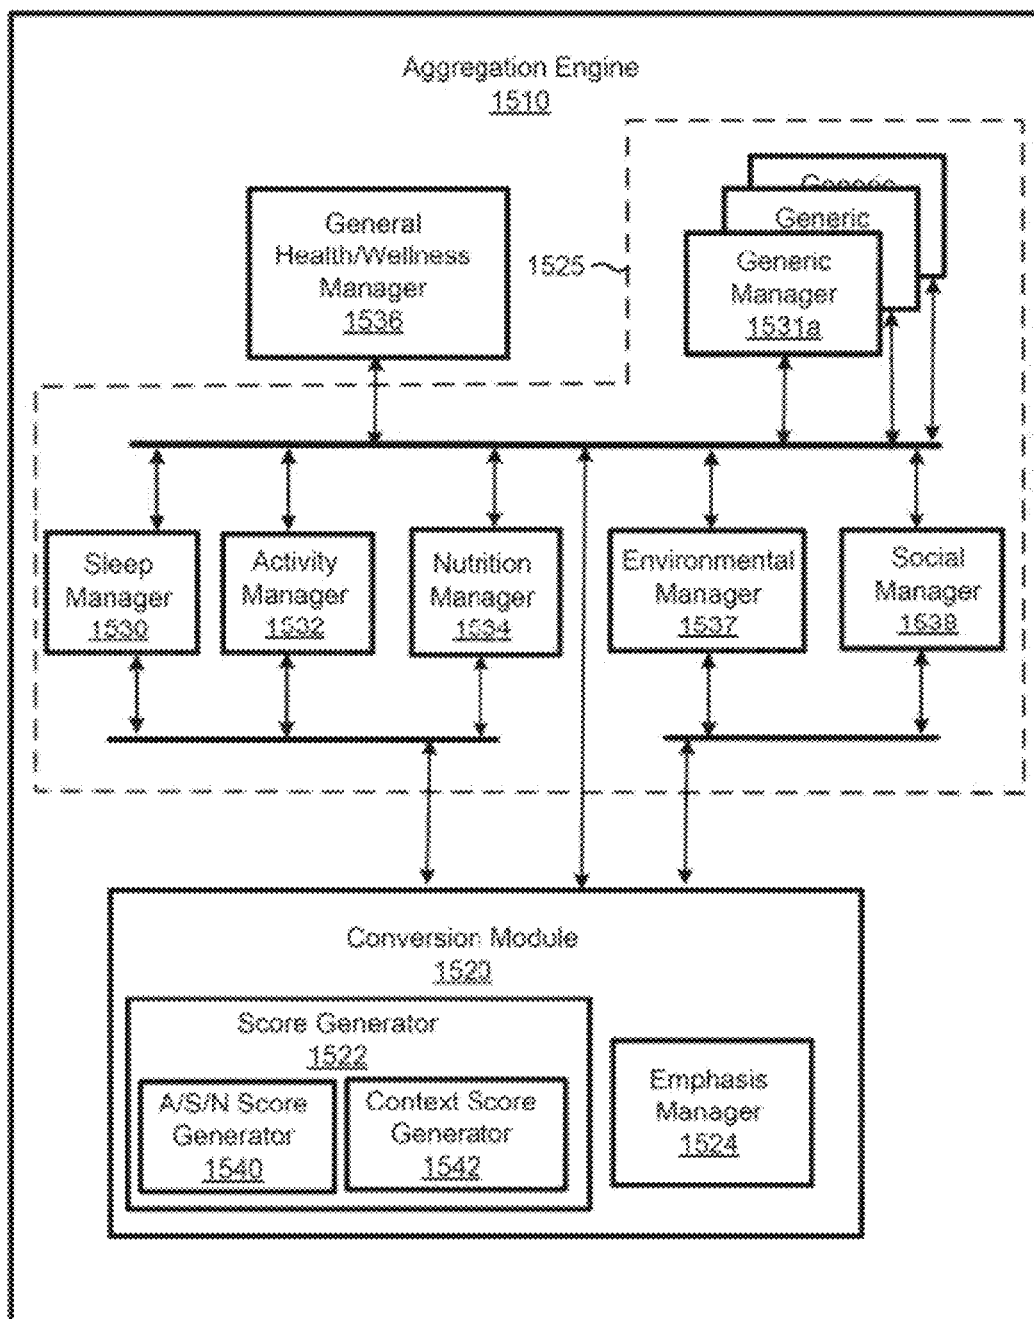 Aggregation Engine
1510
General
Health/Wellness
Manager
1536
1525
Generic
Generic
Generic
Manager
1531a
Sleep
Manager
1530
Activity
Manager
1532
Nutrition
Manager
1534
Environmental
Manager
1537
Social
Manager
1538
Conversion Module
1520
Score Generator
1522
A/S/N Score
Generator
1540
Context Score
Generator
1542
Emphasis
Manager
1524